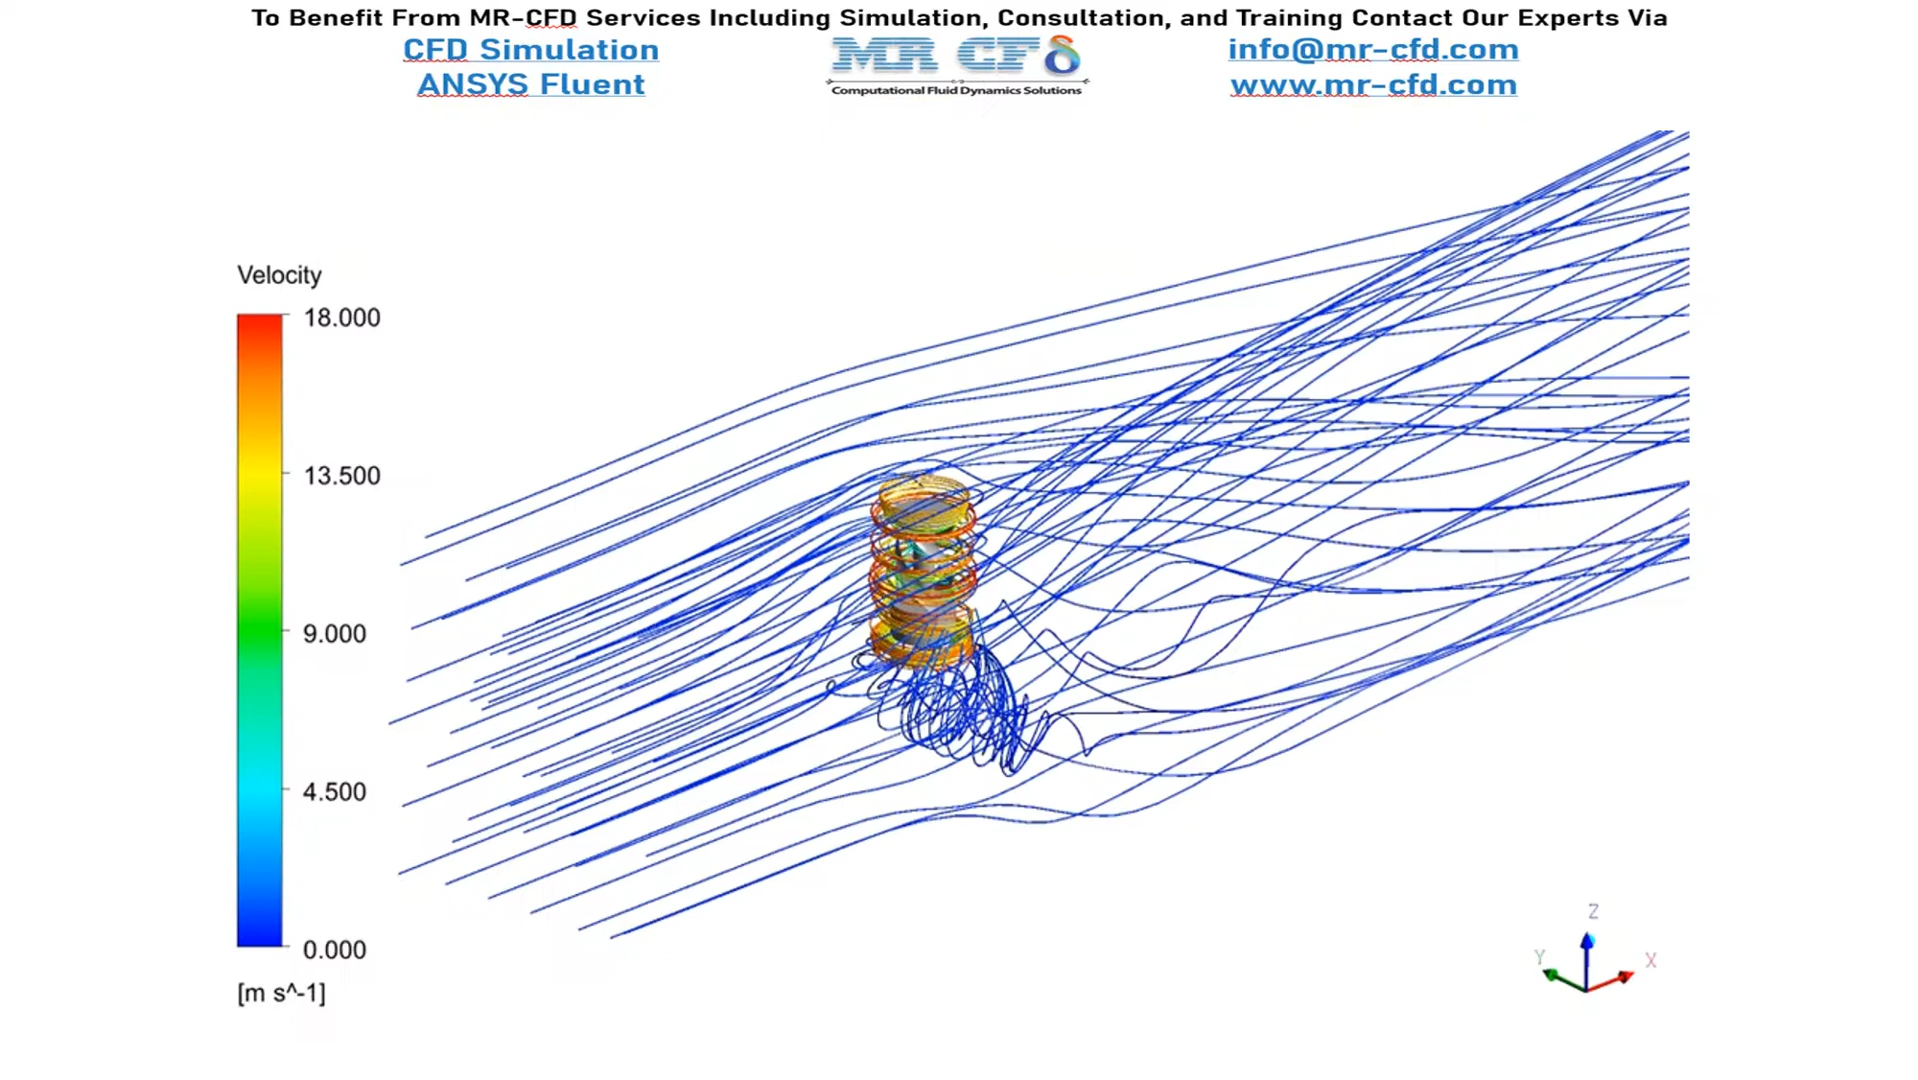 To Benefit From MR-CFD Services Including Simulation, Consultation, and Training Contact Our Experts Via
CFD Simulation
ANSYS Fluent
MR CFD
Computational Fluid Dynamics Solutions
info@mr-cfd.com
www.mr-cfd.com
Velocity
18.000
13.500
9.000
4.500
0.000
[m s^-1]
Z
Y
X